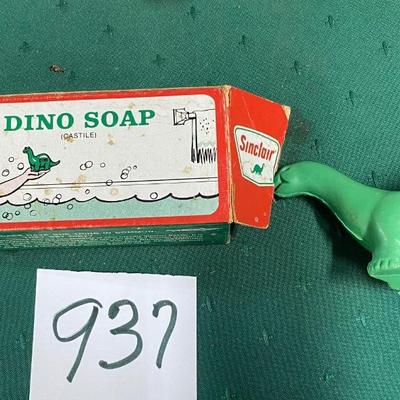 DINO SOAP
(CASTILE)
Sinclair
937